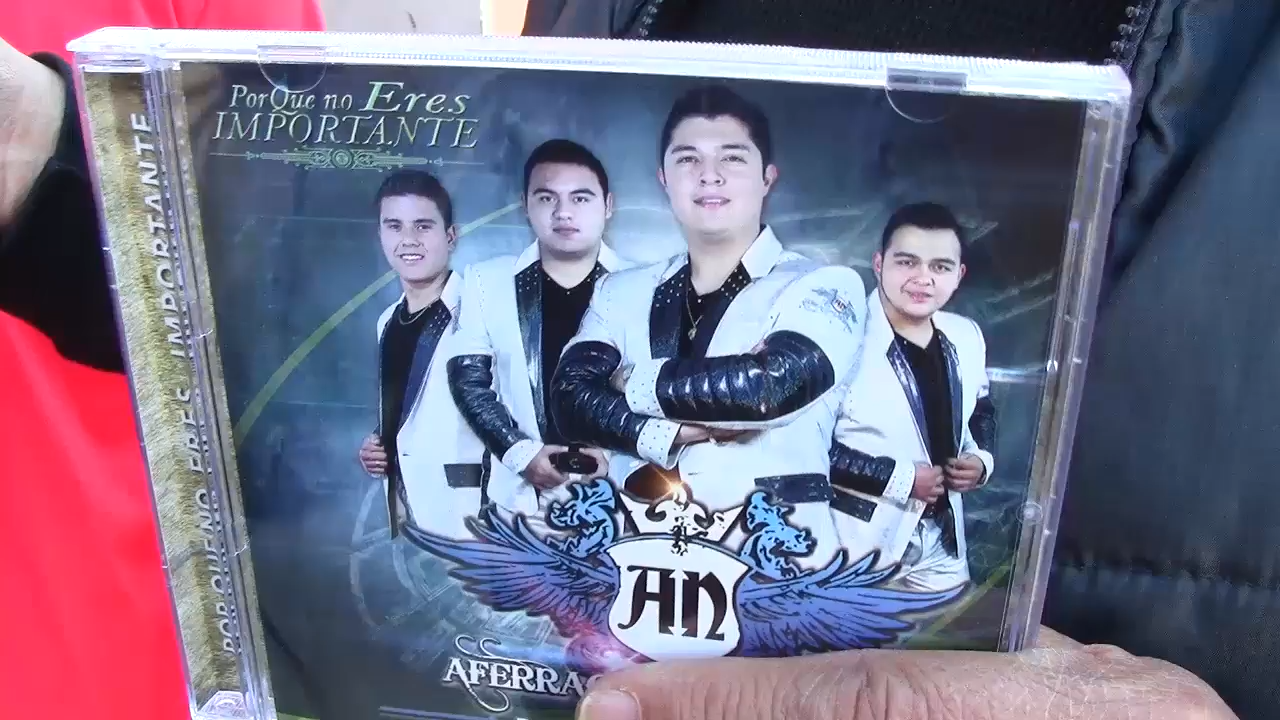 PorQue no Eres
IMPORTANTE
POR QUE NO ERES IMPORTANTE
AN